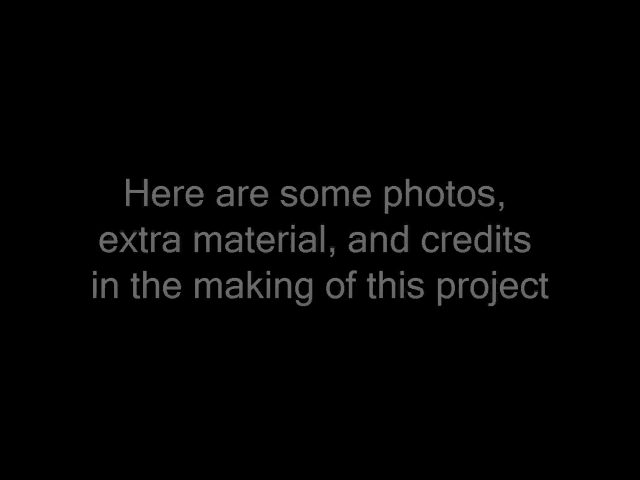 Here are some photos,
extra material, and credits
in the making of this project